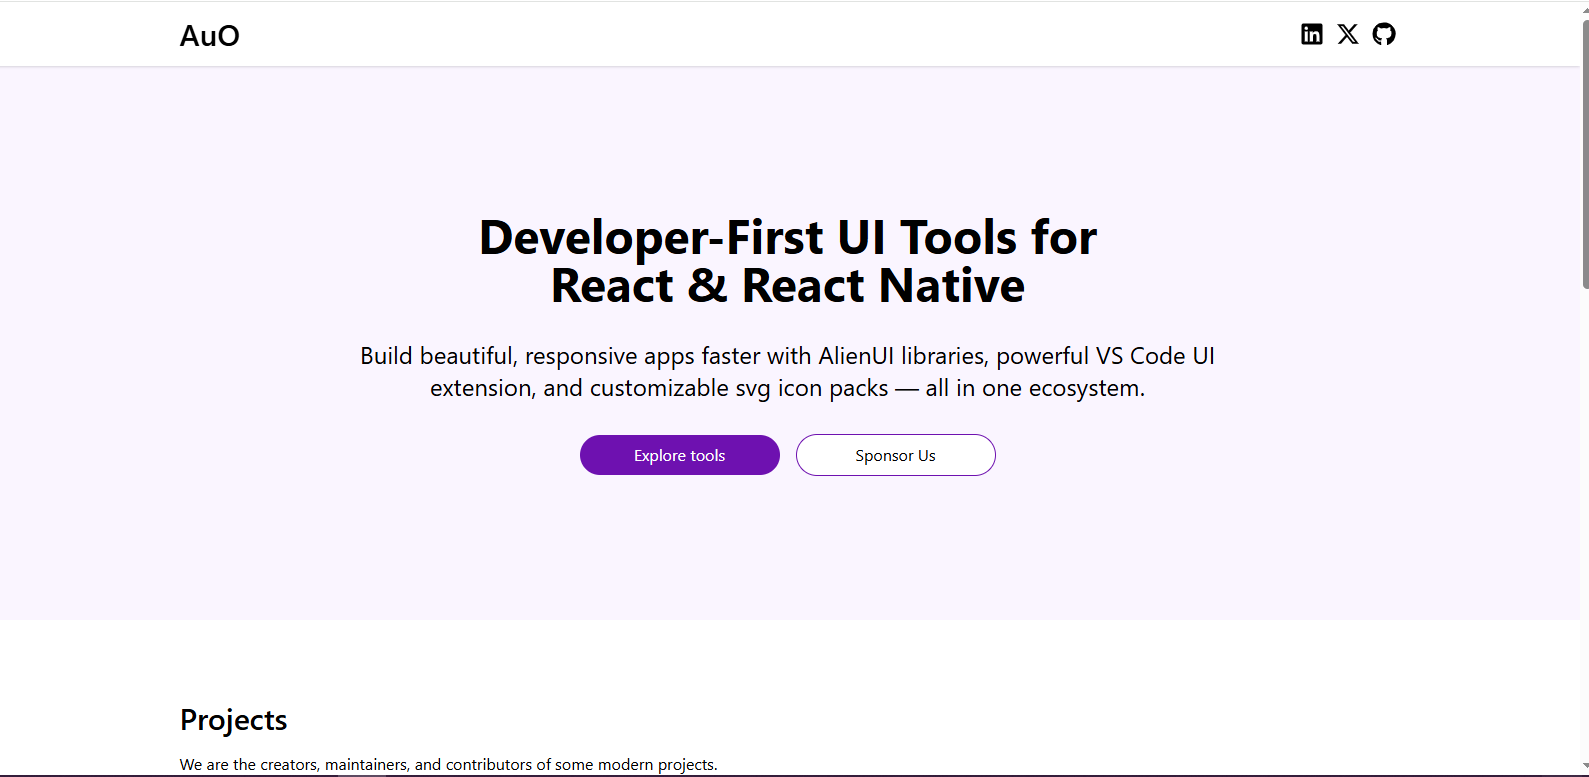 AuO
Developer-First UI Tools for
React & React Native
Build beautiful, responsive apps faster with AlienUI libraries, powerful VS Code UI
extension, and customizable svg icon packs — all in one ecosystem.
Explore tools
Sponsor Us
Projects
We are the creators, maintainers, and contributors of some modern projects.